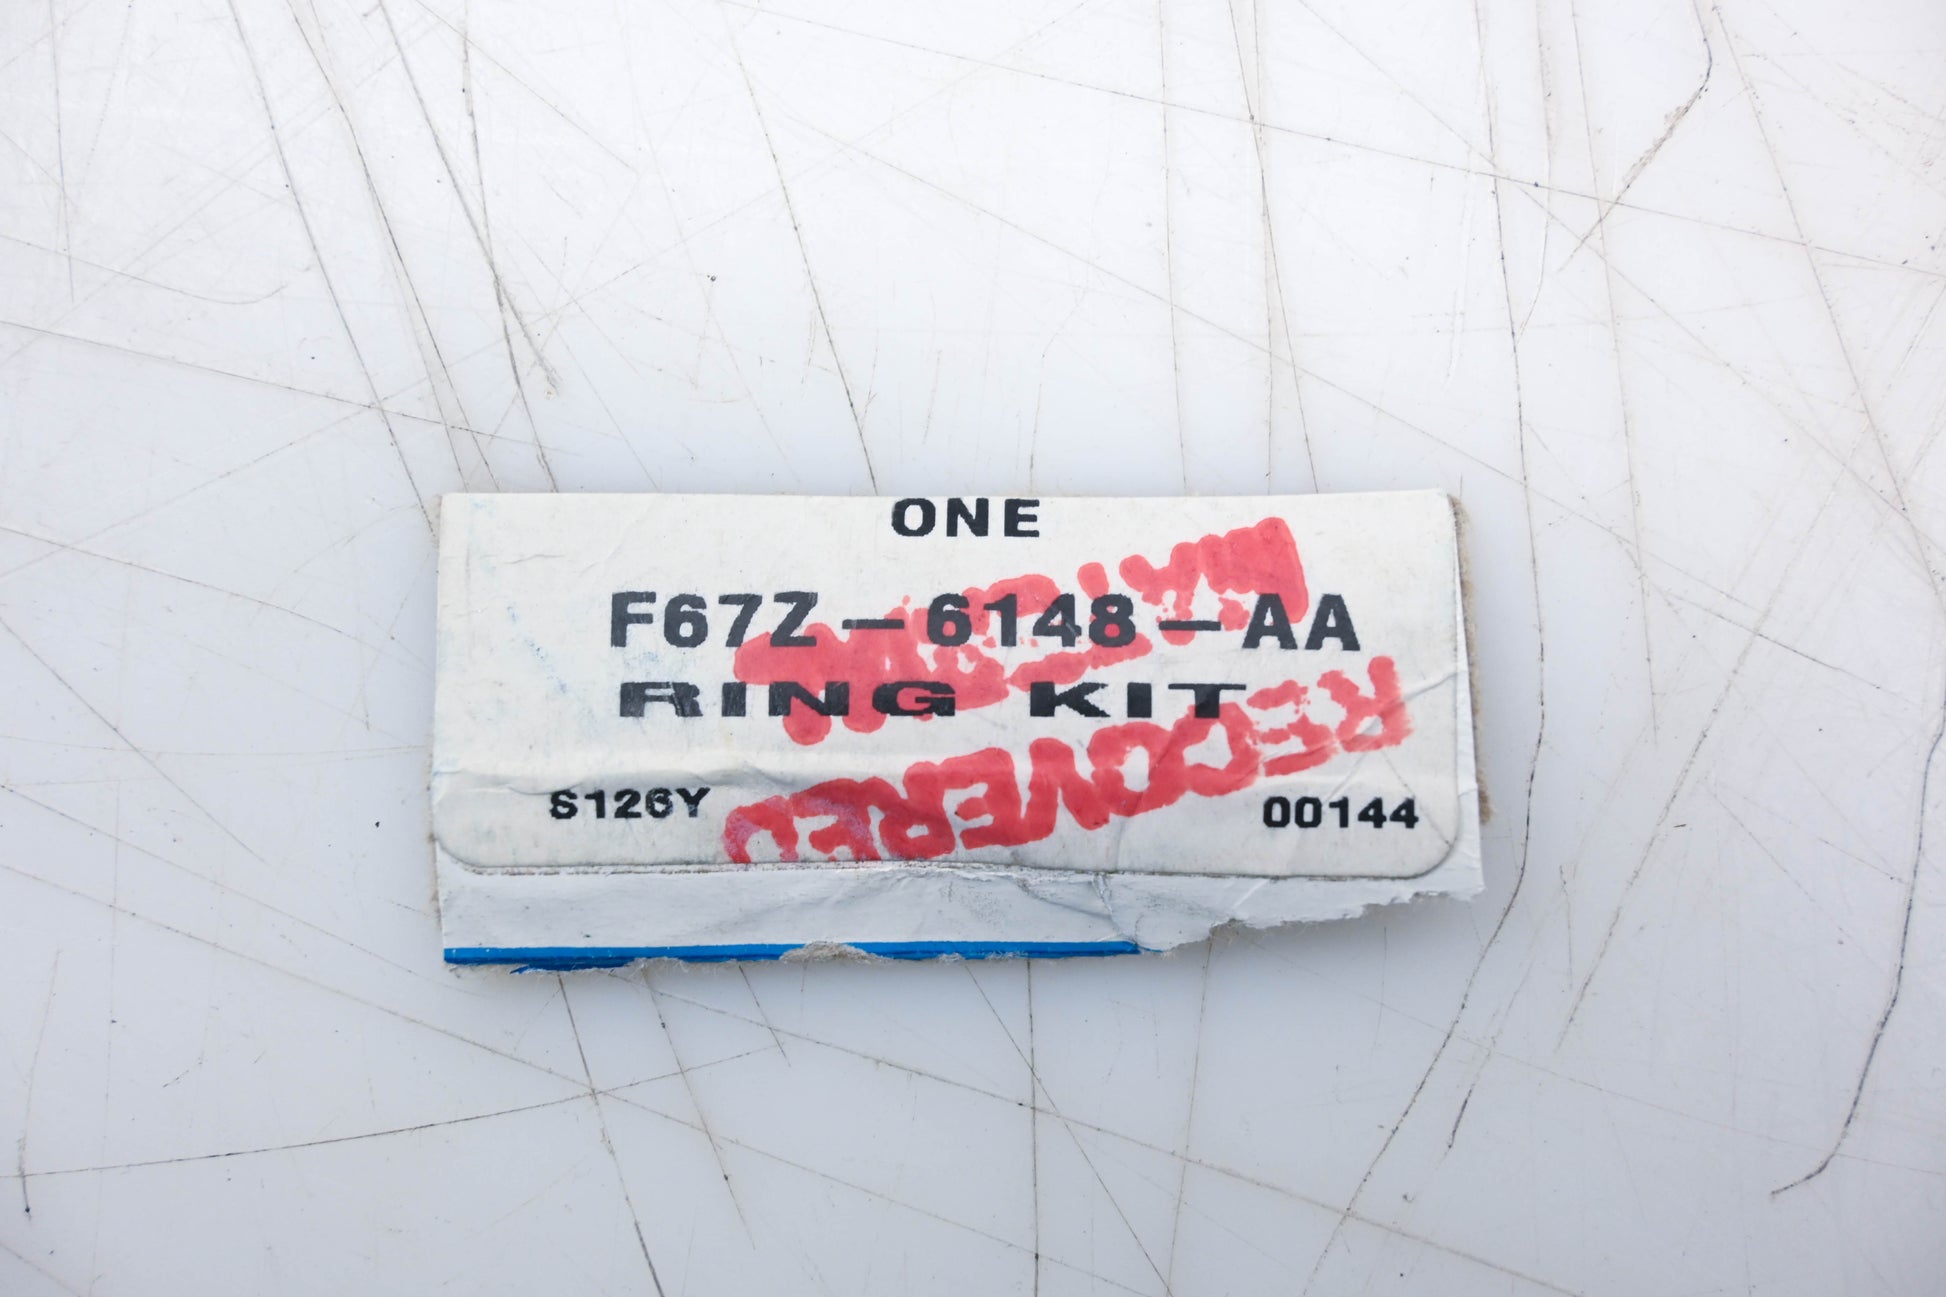 ONE
F67Z-6148-AA
RING KIT
S126Y 00144
RECOVERED